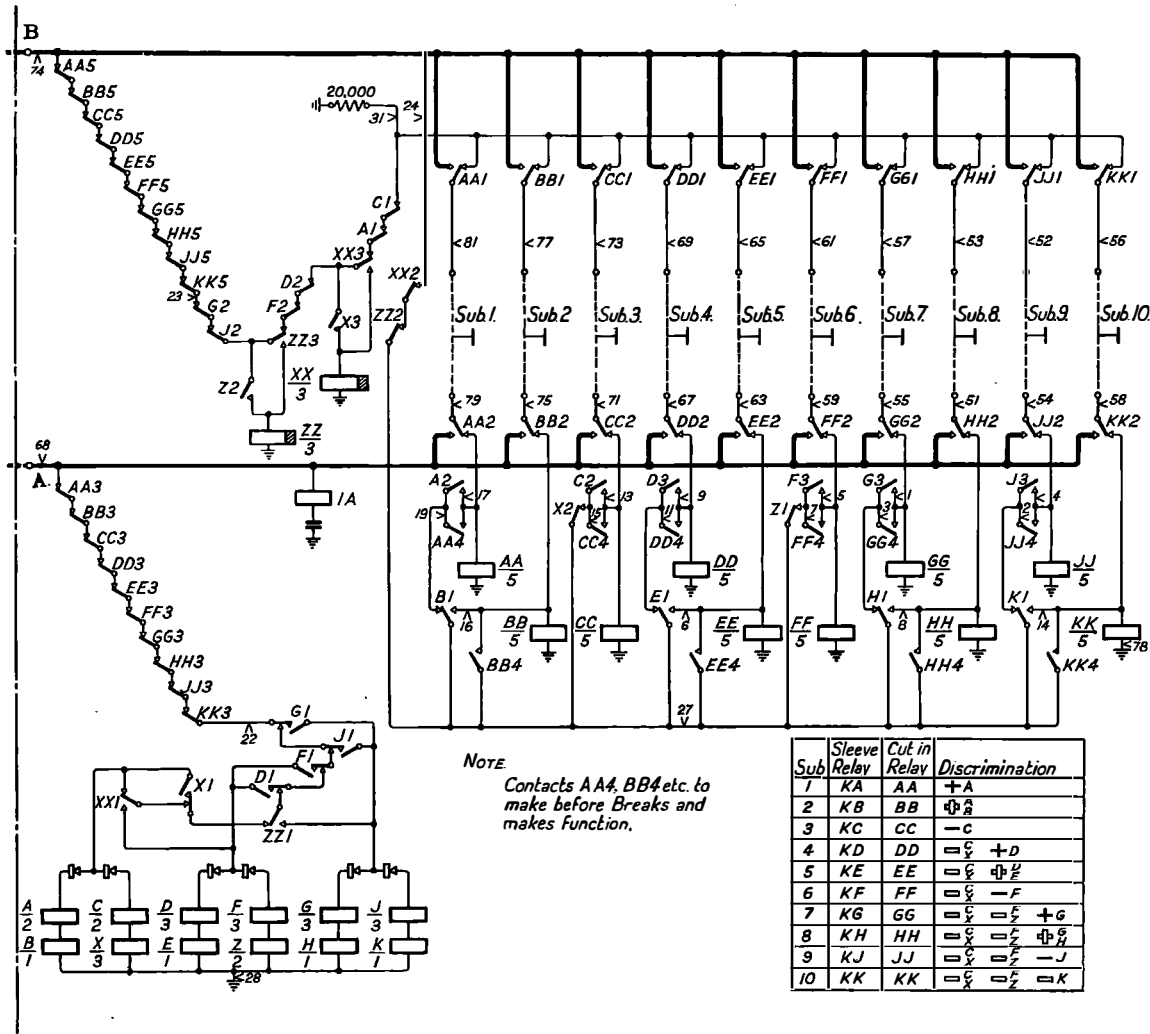 B
74
AA5
BB5
CC5
DD5
EE5
FF5
GG5
HH5
JJ5
KK5
23
G2
J2
Z2
ZZ3
F2
D2
ZZ
3
XX
3
X3
XX3
A1
C1
20,000
31
24
XX2
ZZ2
AA1 BB1 CC1 DD1 EE1 FF1 GG1 HH1 JJ1 KK1
81 77 73 69 65 61 57 53 52 56
Sub.1. Sub.2 Sub.3. Sub.4. Sub.5. Sub.6. Sub.7. Sub.8. Sub.9. Sub.10.
79 75 71 67 63 59 55 51 54 58
AA2 BB2 CC2 DD2 EE2 FF2 GG2 HH2 JJ2 KK2
68
A
AA3
BB3
CC3
DD3
EE3
FF3
GG3
HH3
JJ3
KK3
22
1A
A2 C2 D3 F3 G3 J3
17 13 9 5 1 4
19 X2 15 11 Z1 7 3 2
AA4 CC4 DD4 FF4 GG4 JJ4
AA
5
DD
5
GG
5
JJ
5
B1 E1 H1 K1
16 6 8 14
BB
5
CC
5
EE
5
FF
5
HH
5
KK
5
78
BB4 EE4 HH4 KK4
27
G1
J1
F1
D1
X1
XX1
ZZ1
A
2
C
2
D
3
F
3
G
3
J
3
B
1
X
3
E
1
Z
2
H
1
K
1
28
NOTE.
Contacts AA4. BB4 etc. to
make before Breaks and
makes Function.
Sub Sleeve Relay Cut in Relay Discrimination
1 KA AA + A
2 KB BB
3 KC CC – C
4 KD DD C X + D
5 KE EE C X
6 KF FF C X – F
7 KG GG C X F Z + G
8 KH HH C X F Z G H
9 KJ JJ C X F Z – J
10 KK KK C X F Z K